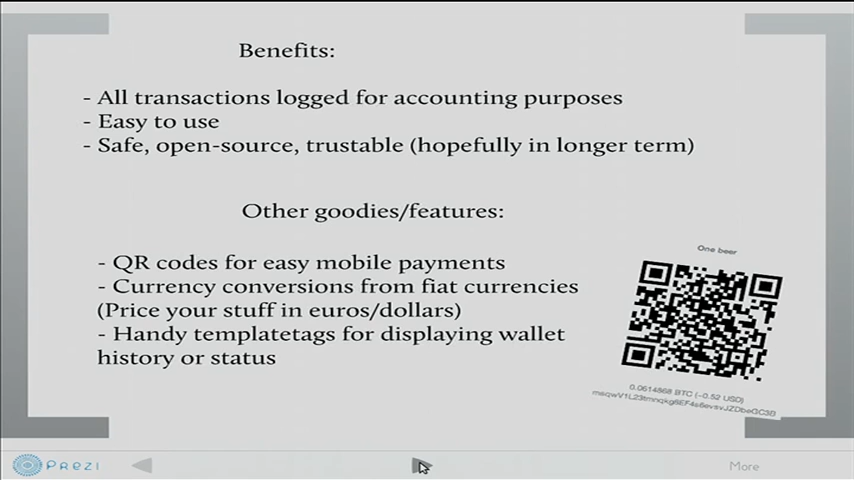 Benefits:
- All transactions logged for accounting purposes
- Easy to use
- Safe, open-source, trustable (hopefully in longer term)
Other goodies/features:
- QR codes for easy mobile payments
- Currency conversions from fiat currencies
(Price your stuff in euros/dollars)
- Handy templatetags for displaying wallet
history or status
One beer
0.0614868 BTC (~0.52 USD)
Prezi
More